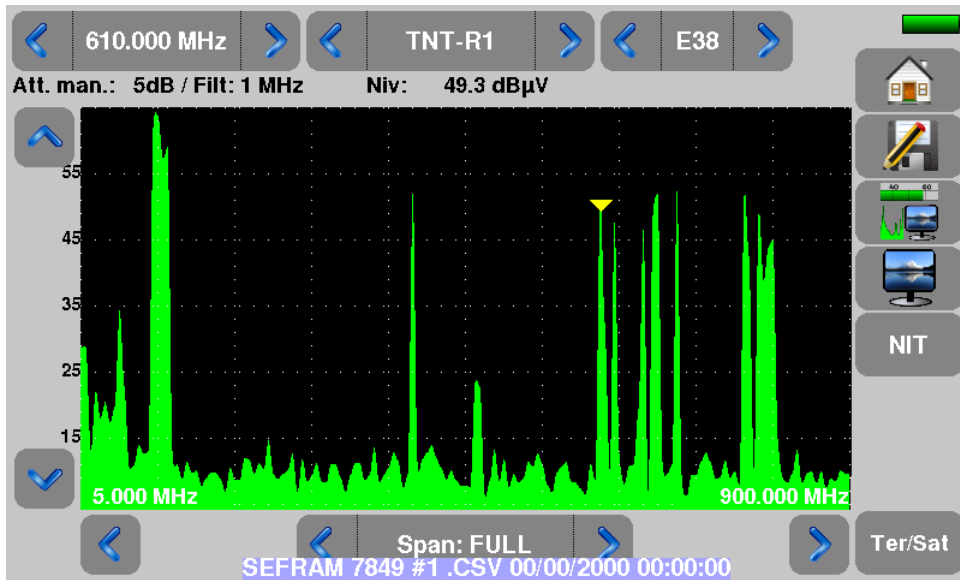 610.000 MHz TNT-R1 E38
Att. man.: 5dB / Filt: 1 MHz Niv: 49.3 dBµV
40 60
55
45
35
NIT
25
15
5.000 MHz 900.000 MHz
Span: FULL Ter/Sat
SEFRAM 7849 #1 .CSV 00/00/2000 00:00:00